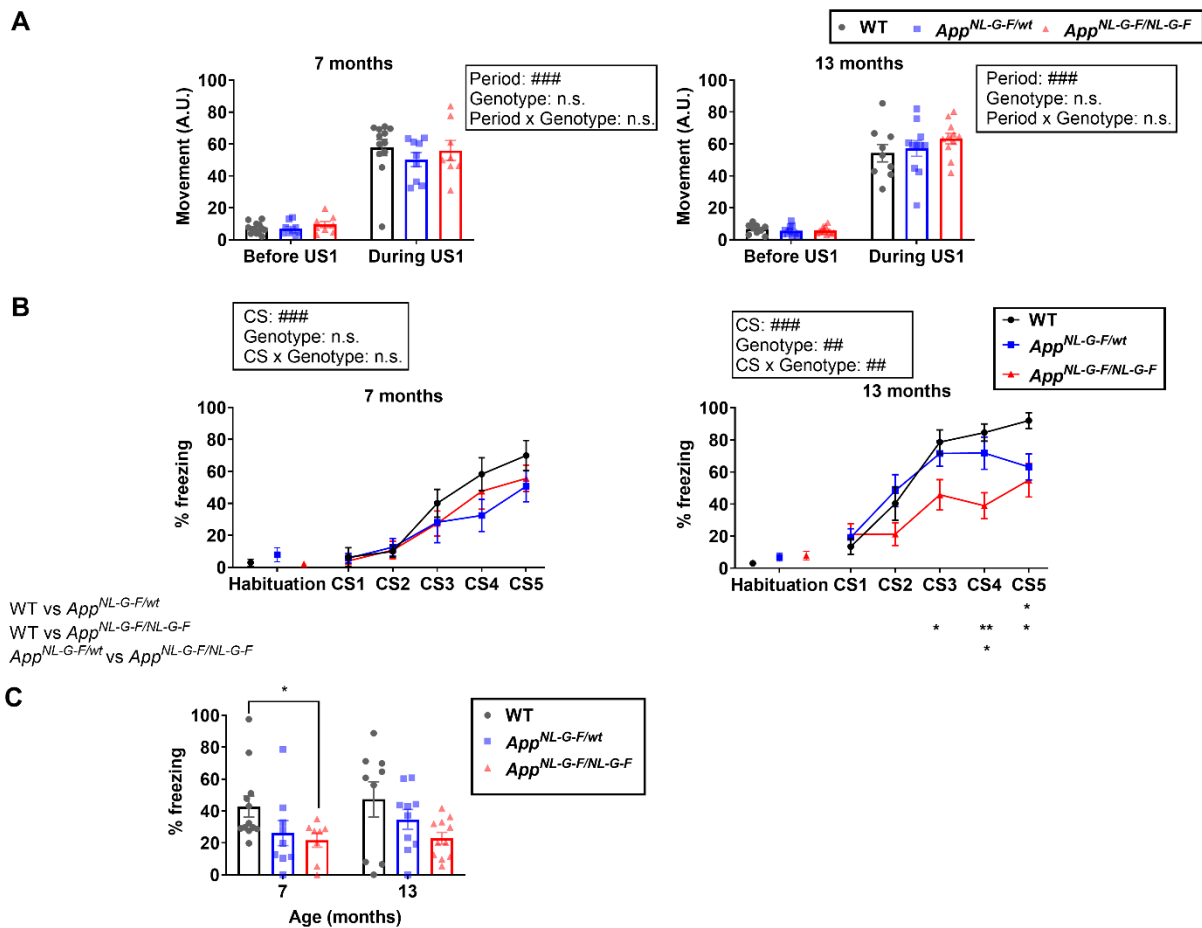 A
WT App^NL-G-F/wt App^NL-G-F/NL-G-F
7 months
Period: ###
Genotype: n.s.
Period x Genotype: n.s.
Movement (A.U.)
100
80
60
40
20
0
Before US1 During US1
13 months
Period: ###
Genotype: n.s.
Period x Genotype: n.s.
Movement (A.U.)
100
80
60
40
20
0
Before US1 During US1
B
CS: ###
Genotype: n.s.
CS x Genotype: n.s.
7 months
% freezing
100
80
60
40
20
0
Habituation CS1 CS2 CS3 CS4 CS5
CS: ###
Genotype: ##
CS x Genotype: ##
13 months
WT
App^NL-G-F/wt
App^NL-G-F/NL-G-F
% freezing
100
80
60
40
20
0
Habituation CS1 CS2 CS3 CS4 CS5
WT vs App^NL-G-F/wt *
WT vs App^NL-G-F/NL-G-F * ** *
App^NL-G-F/wt vs App^NL-G-F/NL-G-F *
C
*
WT
App^NL-G-F/wt
App^NL-G-F/NL-G-F
% freezing
100
80
60
40
20
0
7 13
Age (months)